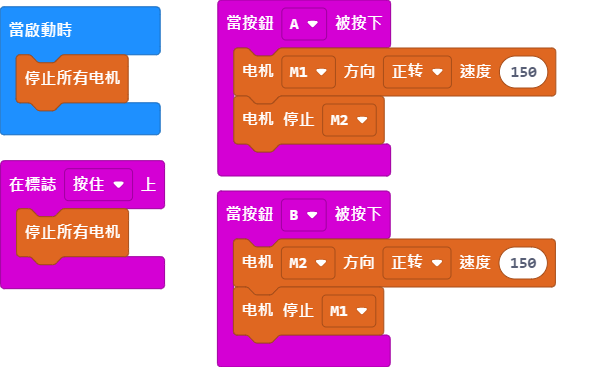 當啟動時
停止所有电机
在標誌 按住 上
停止所有电机
當按鈕 A 被按下
电机 M1 方向 正转 速度 150
电机 停止 M2
當按鈕 B 被按下
电机 M2 方向 正转 速度 150
电机 停止 M1